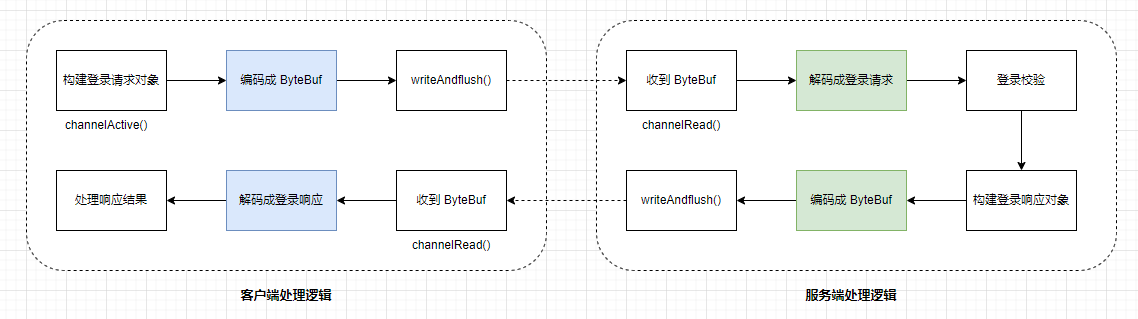 构建登录请求对象
编码成 ByteBuf
writeAndflush()
channelActive()
处理响应结果
解码成登录响应
收到 ByteBuf
channelRead()
客户端处理逻辑
收到 ByteBuf
解码成登录请求
登录校验
channelRead()
writeAndflush()
编码成 ByteBuf
构建登录响应对象
服务端处理逻辑